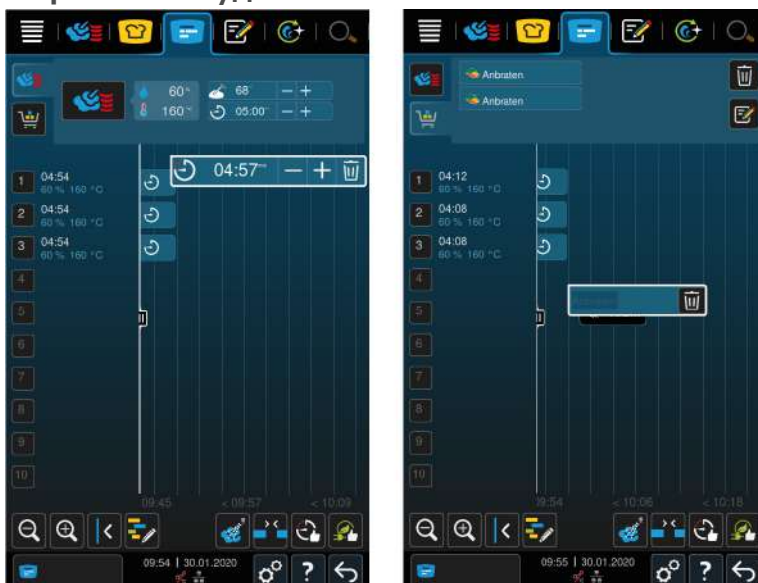 60 %
68
160 °C
05:00
04:57
1 04:54
60 % 160 °C
2 04:54
60 % 160 °C
3 04:54
60 % 160 °C
4
5
6
7
8
9
10
09:45 < 09:57 < 10:09
09:54 | 30.01.2020
?
Anbraten
Anbraten
1 04:12
60 % 160 °C
2 04:08
60 % 160 °C
3 04:08
60 % 160 °C
4
5
6
7
8
9
10
< 10:06 < 10:18
09:55 | 30.01.2020
?